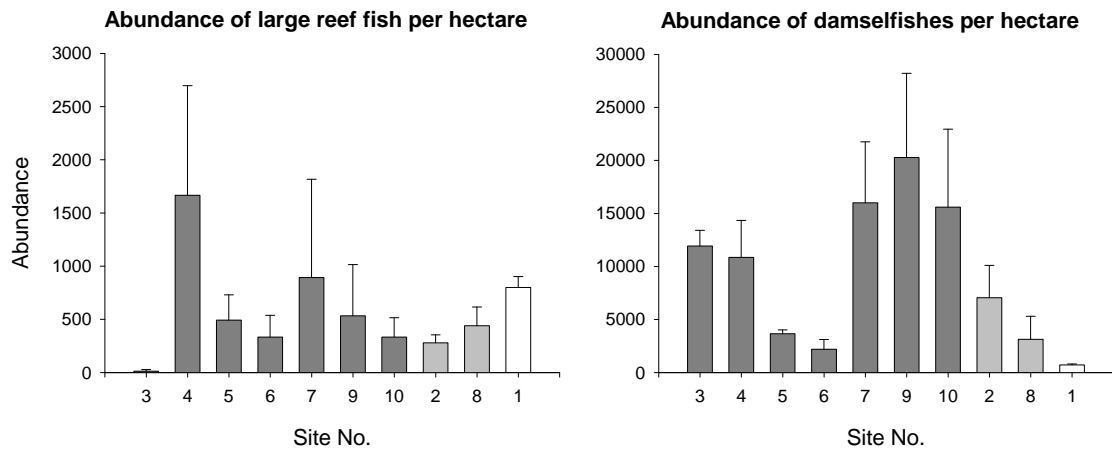 Abundance of large reef fish per hectare
Abundance
3000
2500
2000
1500
1000
500
0
3 4 5 6 7 9 10 2 8 1
Site No.
Abundance of damselfishes per hectare
30000
25000
20000
15000
10000
5000
0
3 4 5 6 7 9 10 2 8 1
Site No.